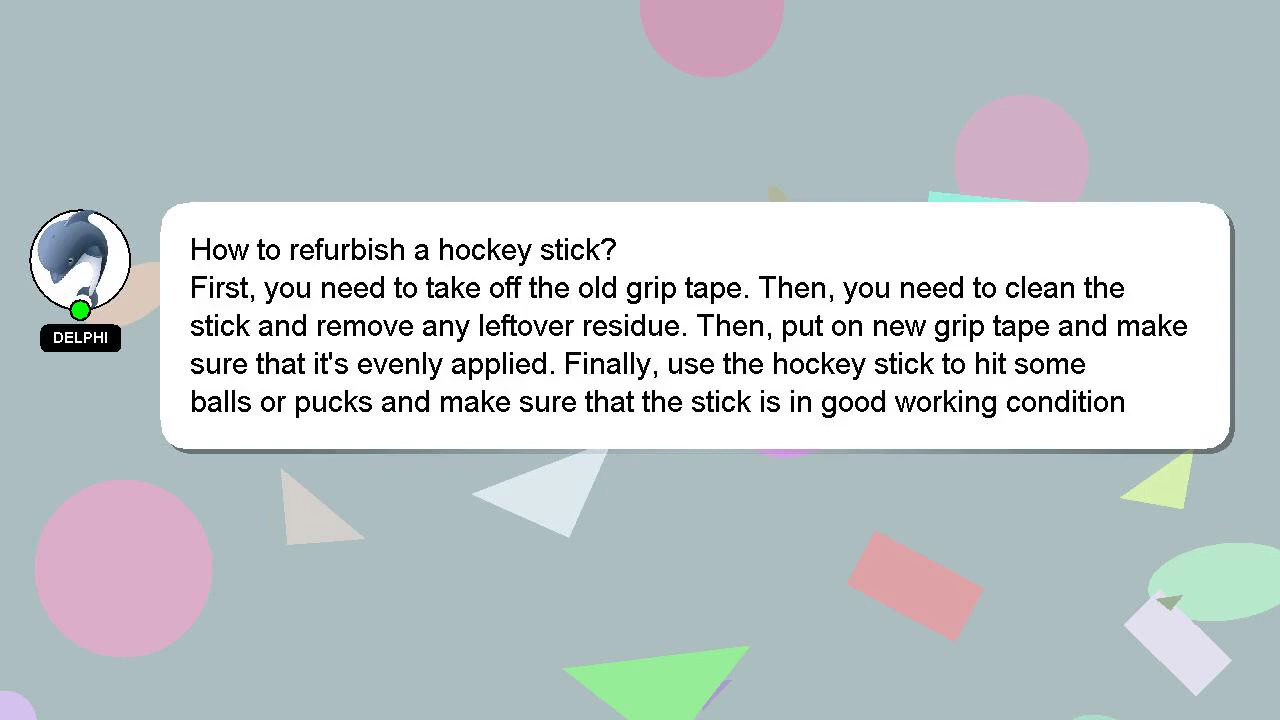 DELPHI
How to refurbish a hockey stick?
First, you need to take off the old grip tape. Then, you need to clean the
stick and remove any leftover residue. Then, put on new grip tape and make
sure that it's evenly applied. Finally, use the hockey stick to hit some
balls or pucks and make sure that the stick is in good working condition